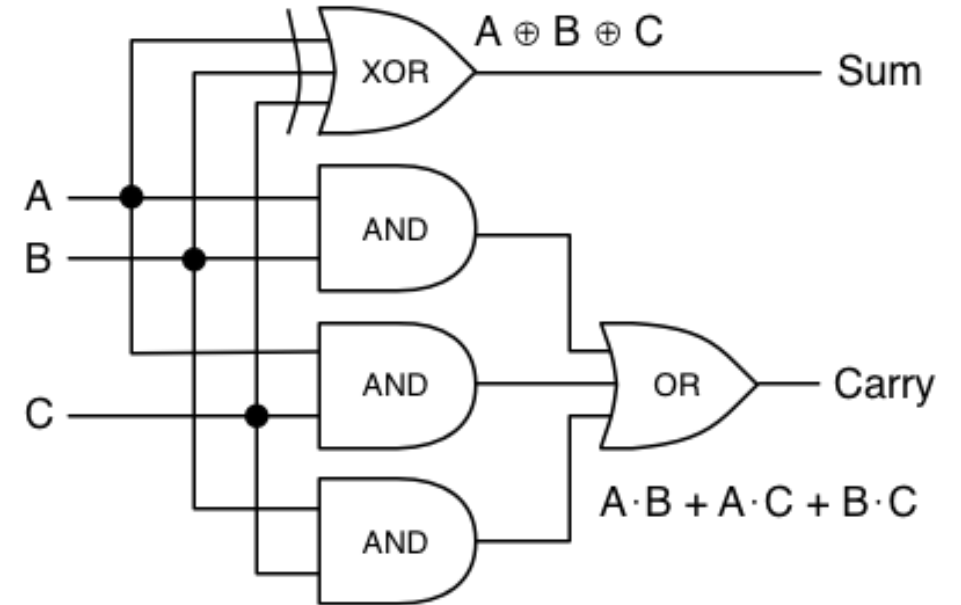 A ⊕ B ⊕ C
XOR
Sum
A
AND
B
AND
OR
Carry
C
A·B + A·C + B·C
AND